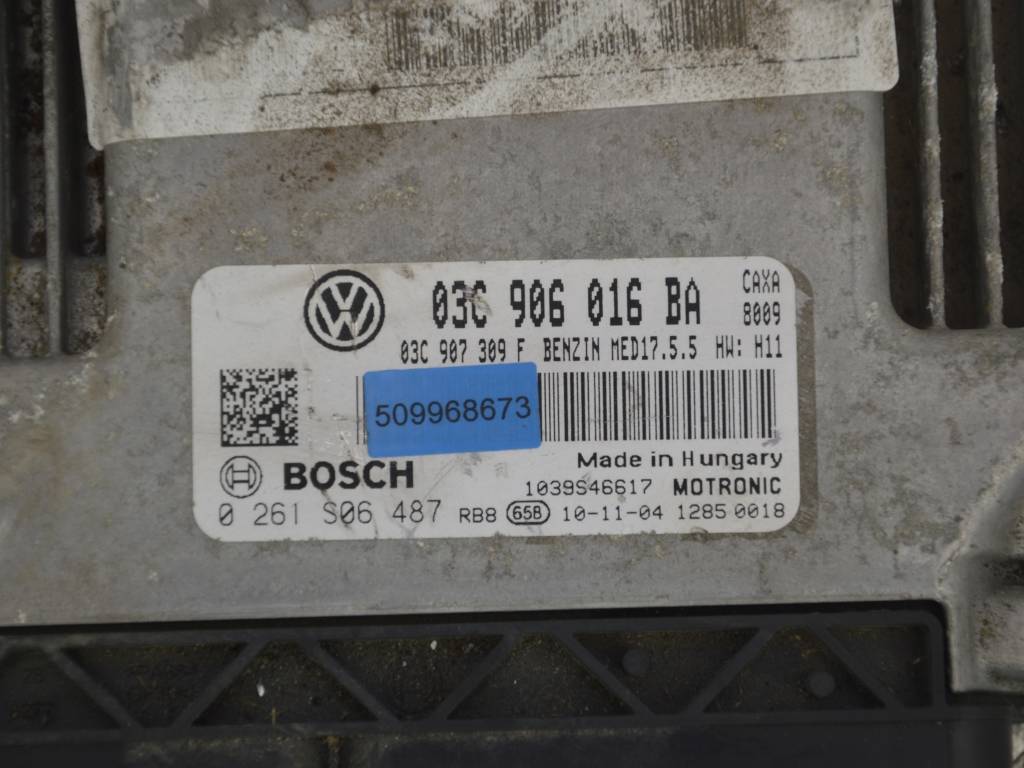 03C 906 016 BA CAXA
8009
03C 907 309 F BENZIN MED17.5.5 HW: H11
509968673
BOSCH Made in Hungary
1039S46617 MOTRONIC
0 261 S06 487 RB8 658 10-11-04 1285 0018